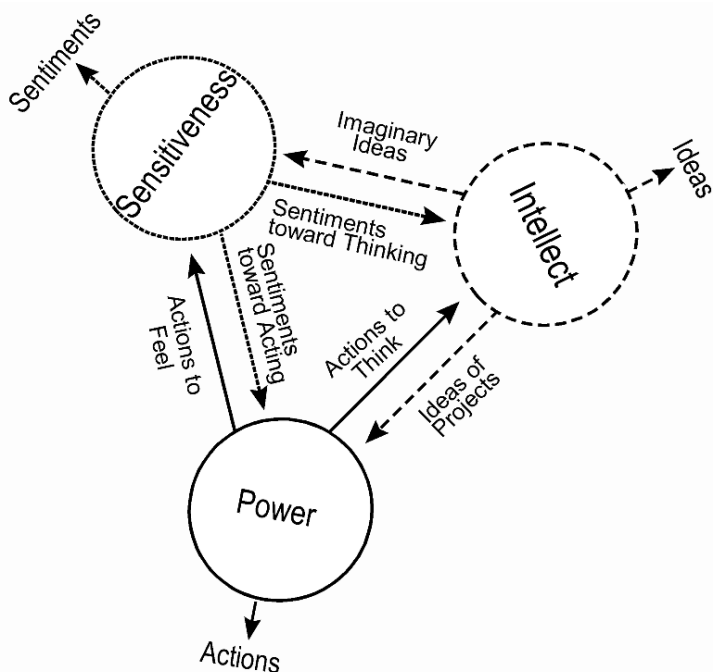 Sentiments
Sensitiveness
Imaginary
Ideas
Ideas
Intellect
Sentiments
toward Thinking
Sentiments
toward Acting
Actions to
Feel
Actions to
Think
Ideas of
Projects
Power
Actions